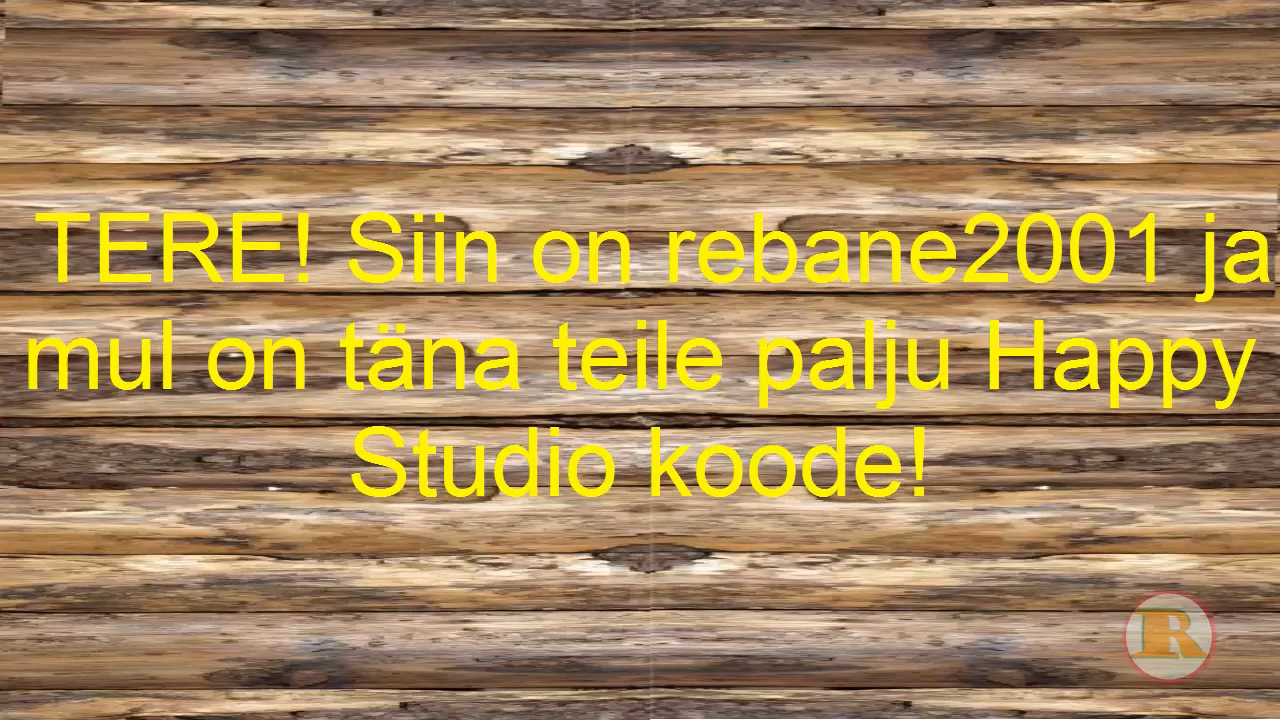 TERE! Siin on rebane2001 ja
mul on täna teile palju Happy
Studio koode!
R